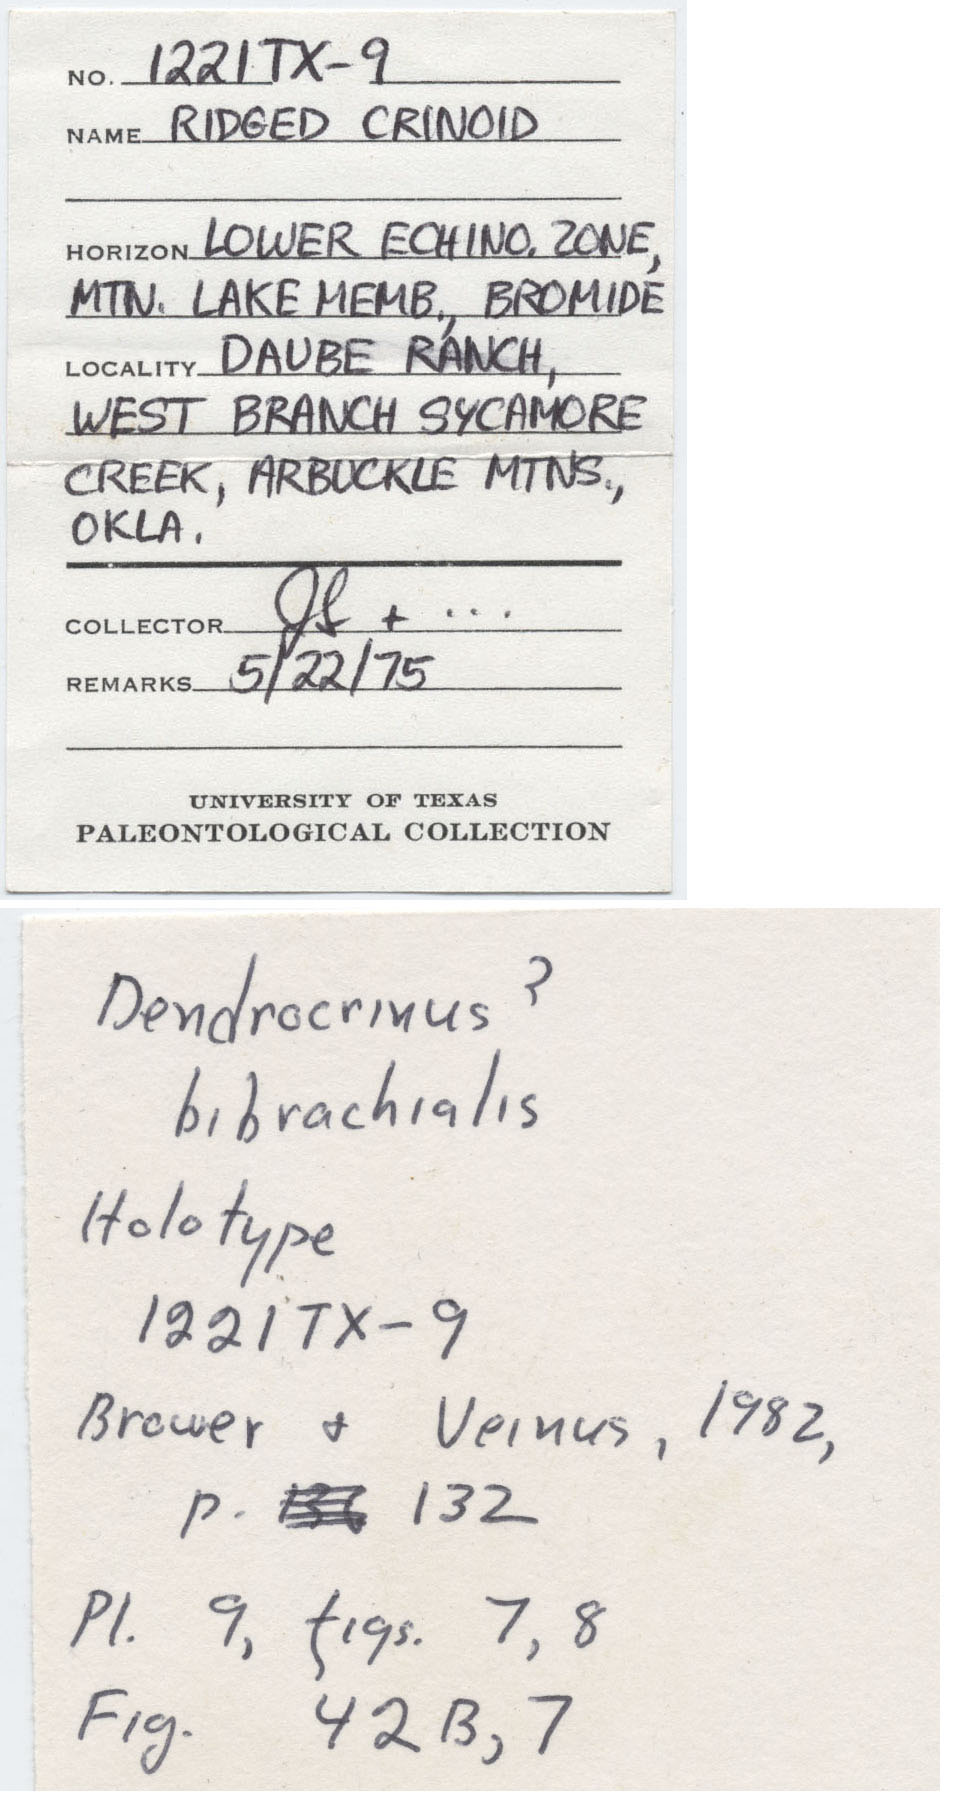 NO. 1221TX-9
NAME RIDGED CRINOID
HORIZON LOWER ECHINO. ZONE,
MTN. LAKE MEMB., BROMIDE
LOCALITY DAUBE RANCH,
WEST BRANCH SYCAMORE
CREEK, ARBUCKLE MTNS.,
OKLA.
COLLECTOR + ...
REMARKS 5/22/75
UNIVERSITY OF TEXAS
PALEONTOLOGICAL COLLECTION
Dendrocrinus ?
bibrachialis
Holotype
1221TX-9
Brower + Veinus, 1982,
p. 132
Pl. 9, figs. 7, 8
Fig. 42B, 7